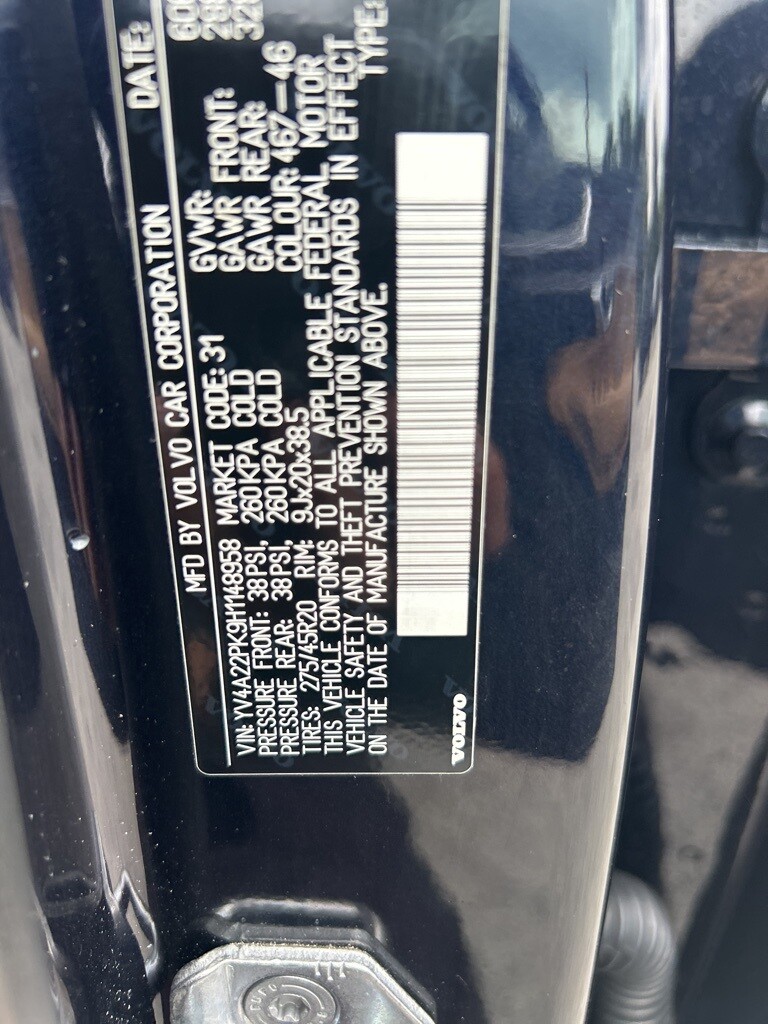 MFD BY VOLVO CAR CORPORATION DATE:
GVWR:
GAWR FRONT:
GAWR REAR:
VIN: YV4A22PK9H1148958 MARKET CODE: 31
PRESSURE FRONT: 38PSI, 260KPA COLD
PRESSURE REAR: 38PSI, 260KPA COLD
TIRES: 275/45R20 RIM: 9Jx20x38.5 COLOUR: 467-46
THIS VEHICLE CONFORMS TO ALL APPLICABLE FEDERAL MOTOR
VEHICLE SAFETY AND THEFT PREVENTION STANDARDS IN EFFECT
ON THE DATE OF MANUFACTURE SHOWN ABOVE. TYPE:
VOLVO